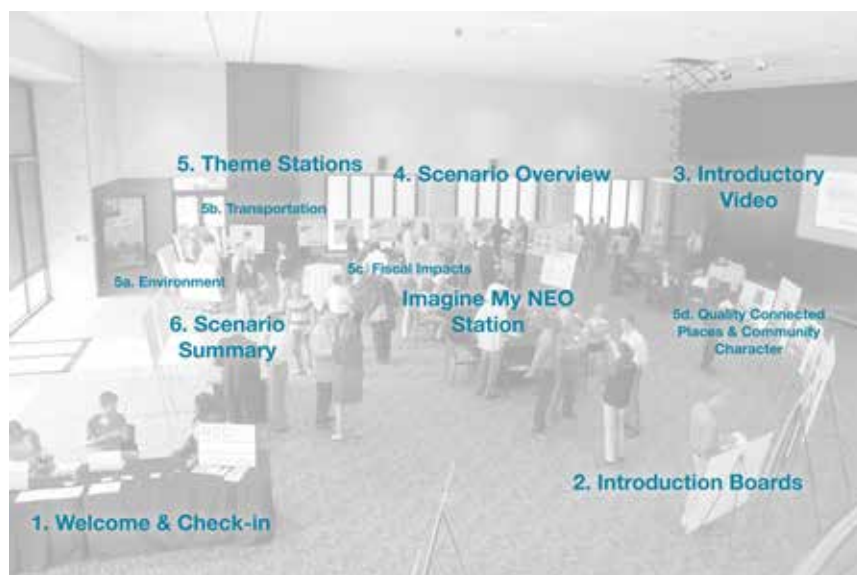 5. Theme Stations
4. Scenario Overview
3. Introductory
Video
5b. Transportation
5a. Environment
5c. Fiscal Impacts
Imagine My NEO
Station
5d. Quality Connected
Places & Community
Character
6. Scenario
Summary
2. Introduction Boards
1. Welcome & Check-in